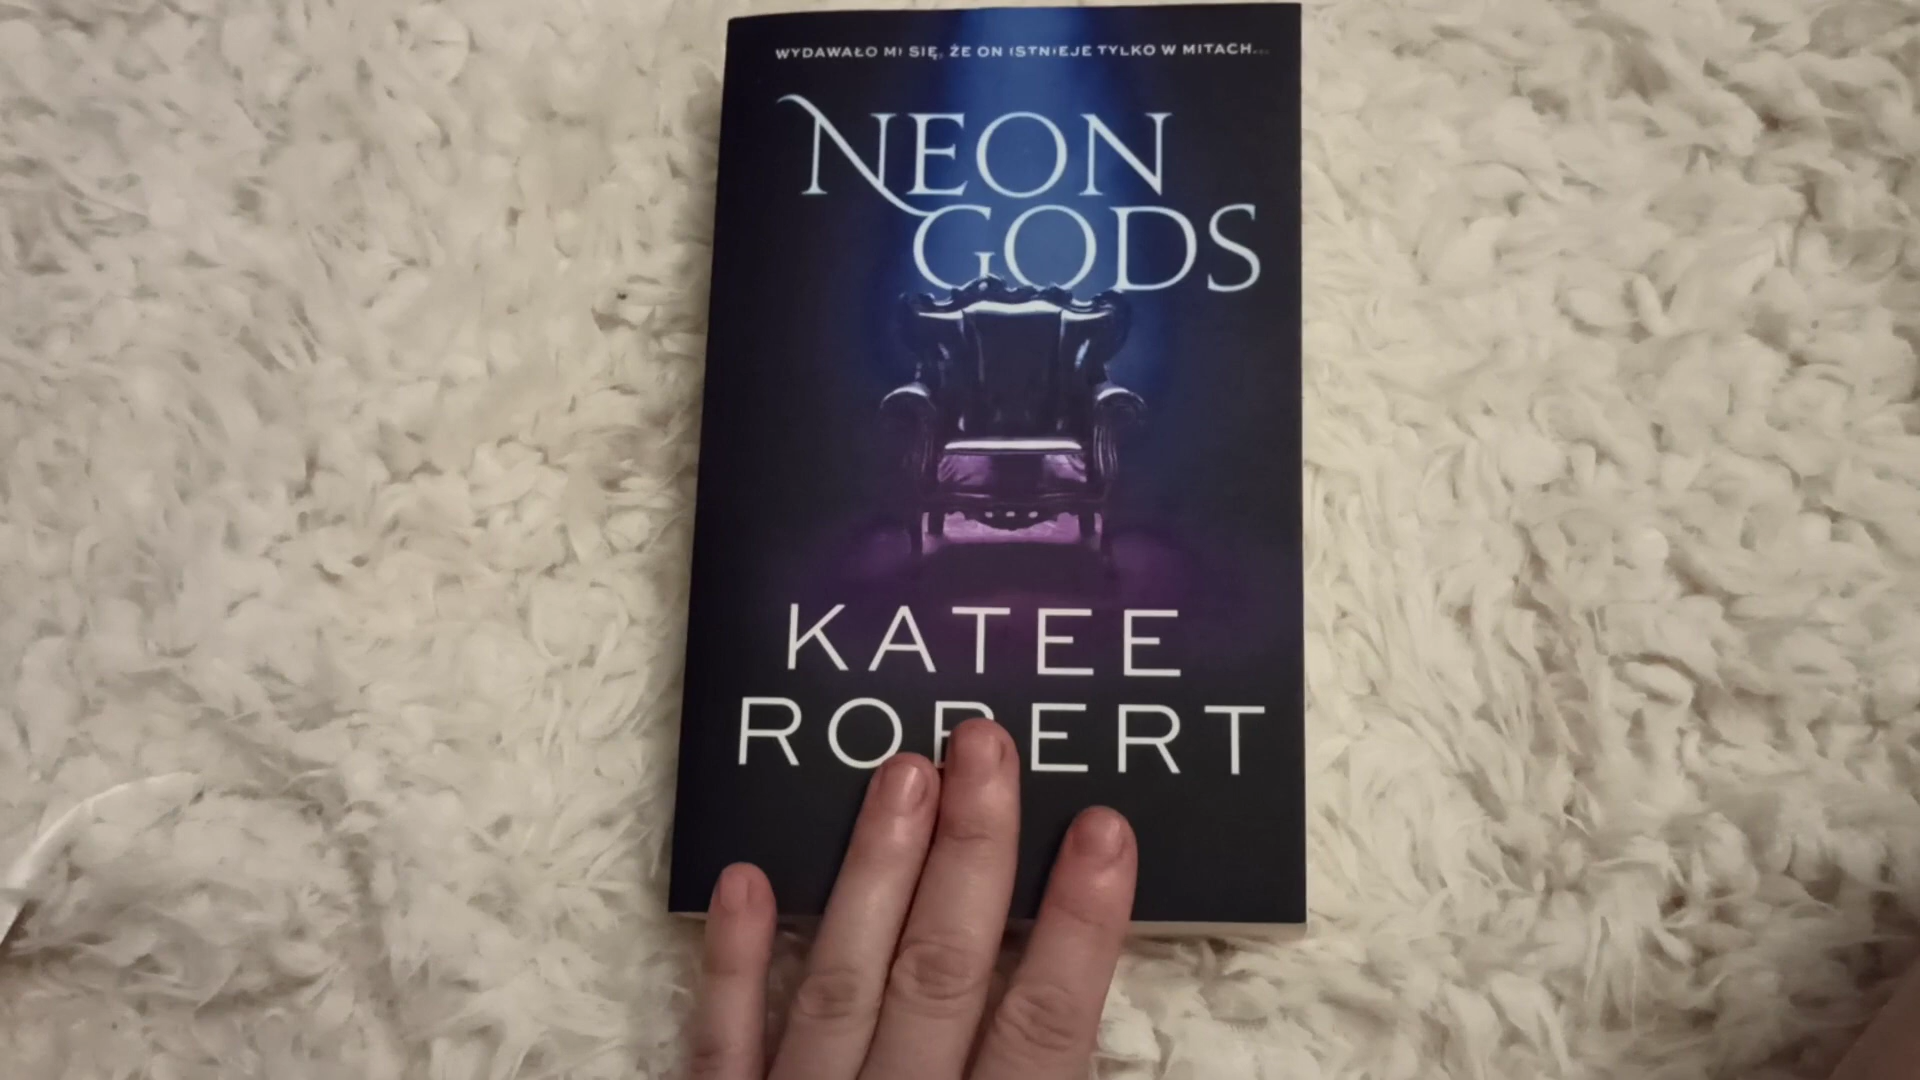 WYDAWAŁO MI SIĘ, ŻE ON ISTNIEJE TYLKO W MITACH...
NEON
GODS
KATEE
ROBERT